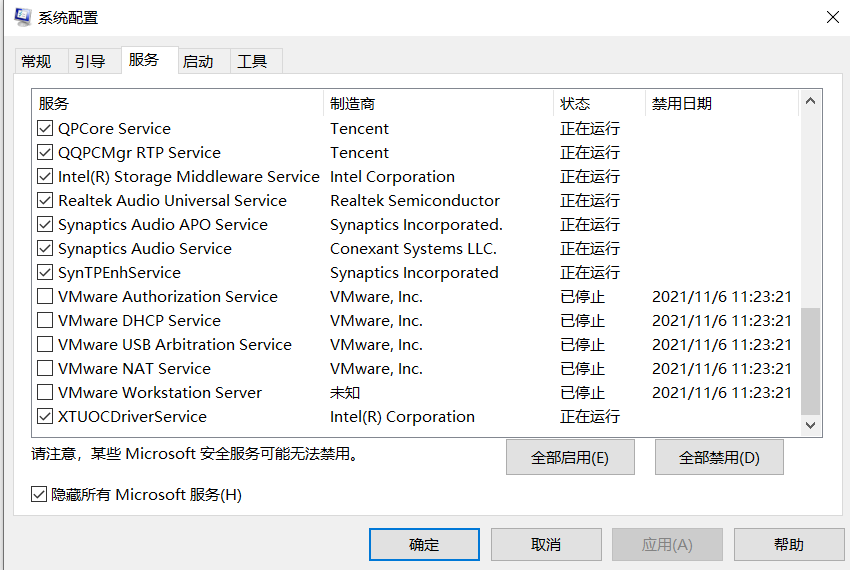 系统配置
常规 引导 服务 启动 工具
服务 制造商 状态 禁用日期
QPCore Service Tencent 正在运行
QQPCMgr RTP Service Tencent 正在运行
Intel(R) Storage Middleware Service Intel Corporation 正在运行
Realtek Audio Universal Service Realtek Semiconductor 正在运行
Synaptics Audio APO Service Synaptics Incorporated. 正在运行
Synaptics Audio Service Conexant Systems LLC. 正在运行
SynTPEnhService Synaptics Incorporated 正在运行
VMware Authorization Service VMware, Inc. 已停止 2021/11/6 11:23:21
VMware DHCP Service VMware, Inc. 已停止 2021/11/6 11:23:21
VMware USB Arbitration Service VMware, Inc. 已停止 2021/11/6 11:23:21
VMware NAT Service VMware, Inc. 已停止 2021/11/6 11:23:21
VMware Workstation Server 未知 已停止 2021/11/6 11:23:21
XTUOCDriverService Intel(R) Corporation 正在运行
请注意，某些 Microsoft 安全服务可能无法禁用。
全部启用(E) 全部禁用(D)
隐藏所有 Microsoft 服务(H)
确定 取消 应用(A) 帮助